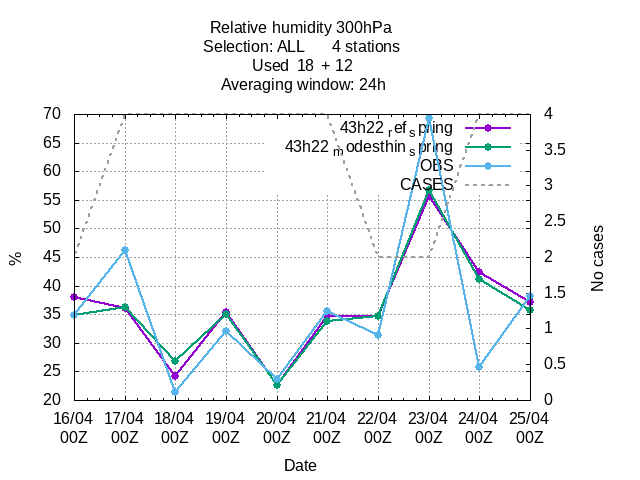 Relative humidity 300hPa
Selection: ALL 4 stations
Used 18 + 12
Averaging window: 24h
43h22 ref spring
43h22 modesthin spring
OBS
CASES
70
65
60
55
50
45
40
35
30
25
20
%
4
3.5
3
2.5
2
1.5
1
0.5
0
No cases
16/04 17/04 18/04 19/04 20/04 21/04 22/04 23/04 24/04 25/04
00Z 00Z 00Z 00Z 00Z 00Z 00Z 00Z 00Z 00Z
Date